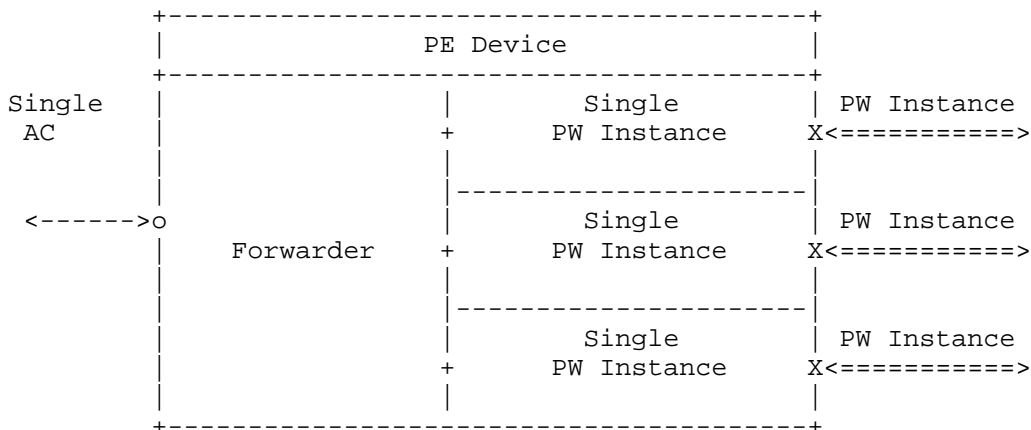 PE Device
Single Single PW Instance
AC PW Instance
Single PW Instance
Forwarder PW Instance
Single PW Instance
PW Instance